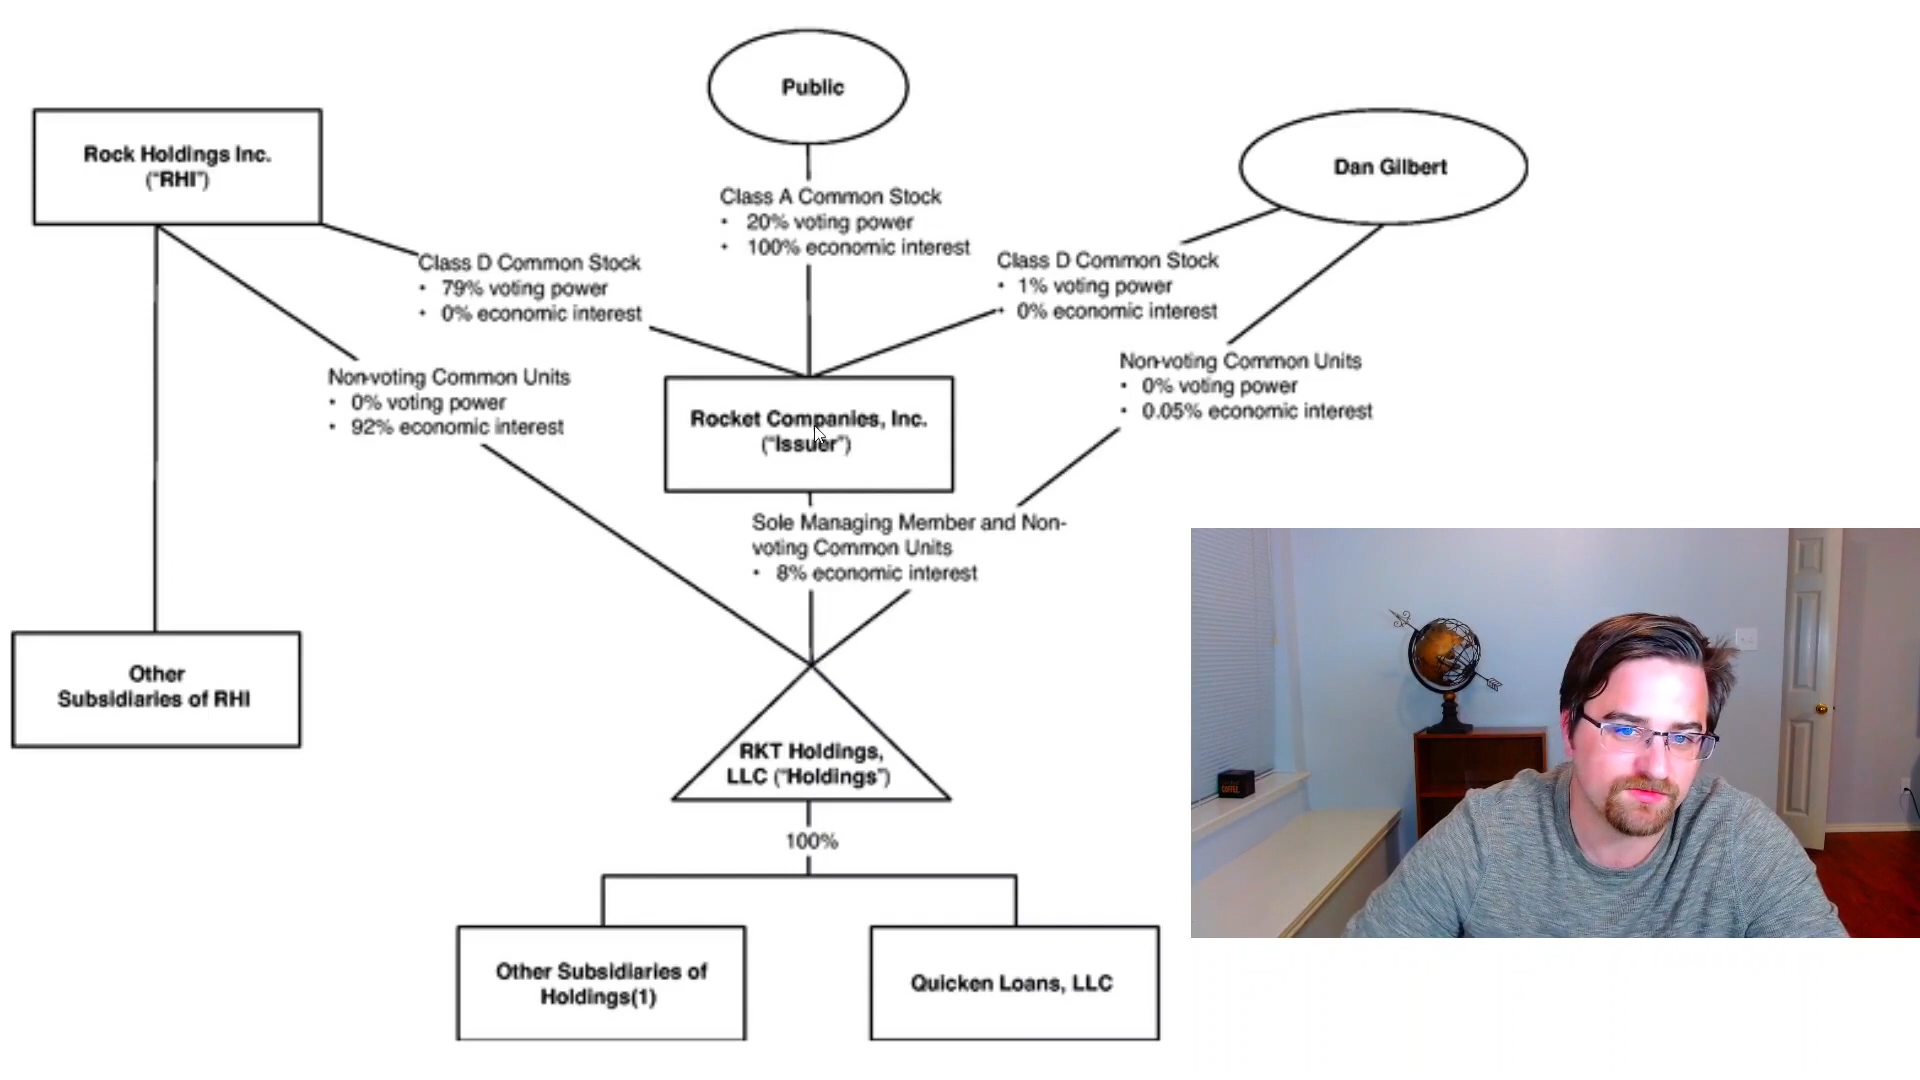 Public
Rock Holdings Inc.
("RHI")
Dan Gilbert
Class A Common Stock
• 20% voting power
• 100% economic interest
Class D Common Stock
• 79% voting power
• 0% economic interest
Class D Common Stock
• 1% voting power
• 0% economic interest
Non-voting Common Units
• 0% voting power
• 92% economic interest
Non-voting Common Units
• 0% voting power
• 0.05% economic interest
Rocket Companies, Inc.
("Issuer")
Sole Managing Member and Non-
voting Common Units
• 8% economic interest
Other
Subsidiaries of RHI
RKT Holdings,
LLC ("Holdings")
100%
Other Subsidiaries of
Holdings(1)
Quicken Loans, LLC
COFFEE